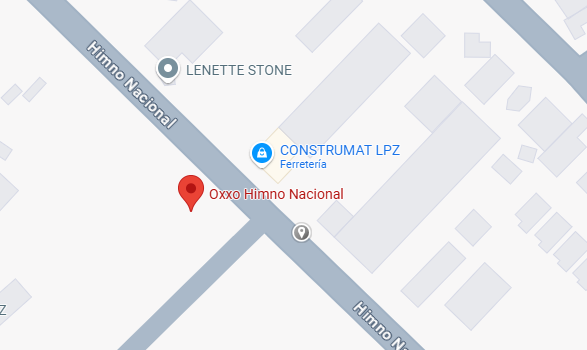 Himno Nacional
LENETTE STONE
CONSTRUMAT LPZ
Ferretería
Oxxo Himno Nacional
Z
Himno Na